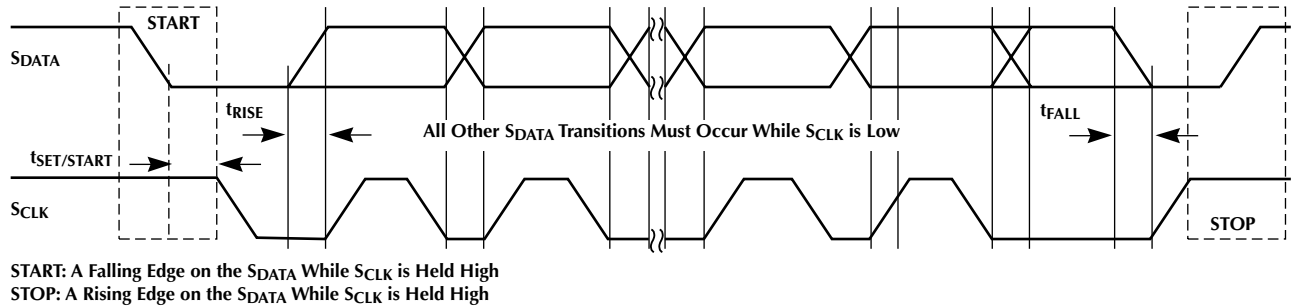 START
SDATA
tRISE
tFALL
All Other SDATA Transitions Must Occur While SCLK is Low
tSET/START
SCLK
STOP
START: A Falling Edge on the SDATA While SCLK is Held High
STOP: A Rising Edge on the SDATA While SCLK is Held High